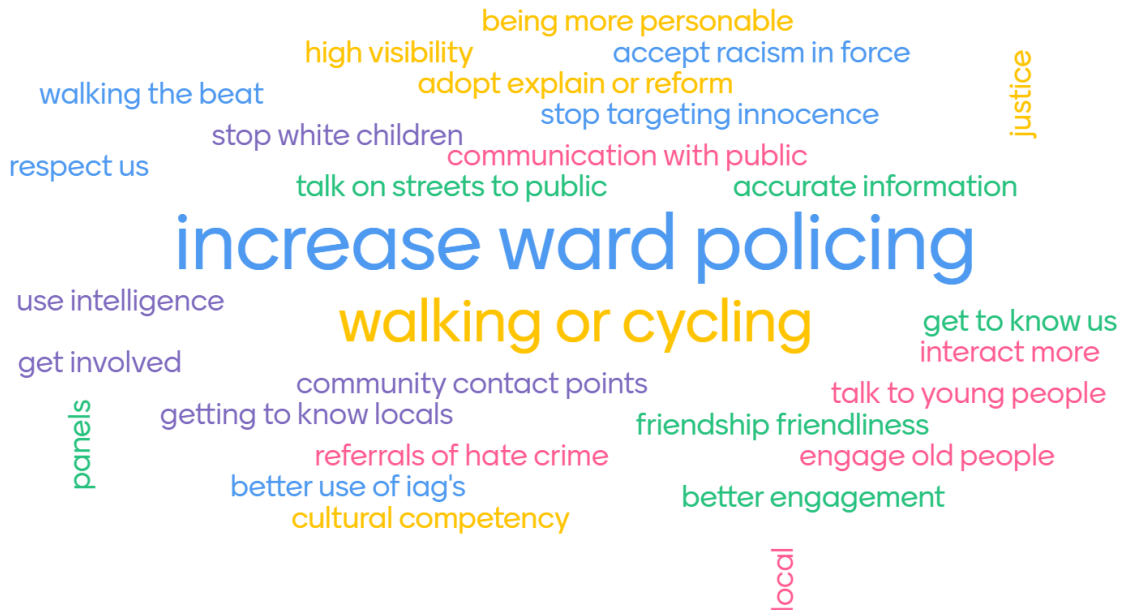 being more personable
high visibility
accept racism in force
justice
adopt explain or reform
walking the beat
stop targeting innocence
stop white children
communication with public
respect us
talk on streets to public
accurate information
increase ward policing
use intelligence
walking or cycling
get to know us
interact more
get involved
community contact points
talk to young people
panels
getting to know locals
friendship friendliness
referrals of hate crime
engage old people
better use of iag's
better engagement
cultural competency
local